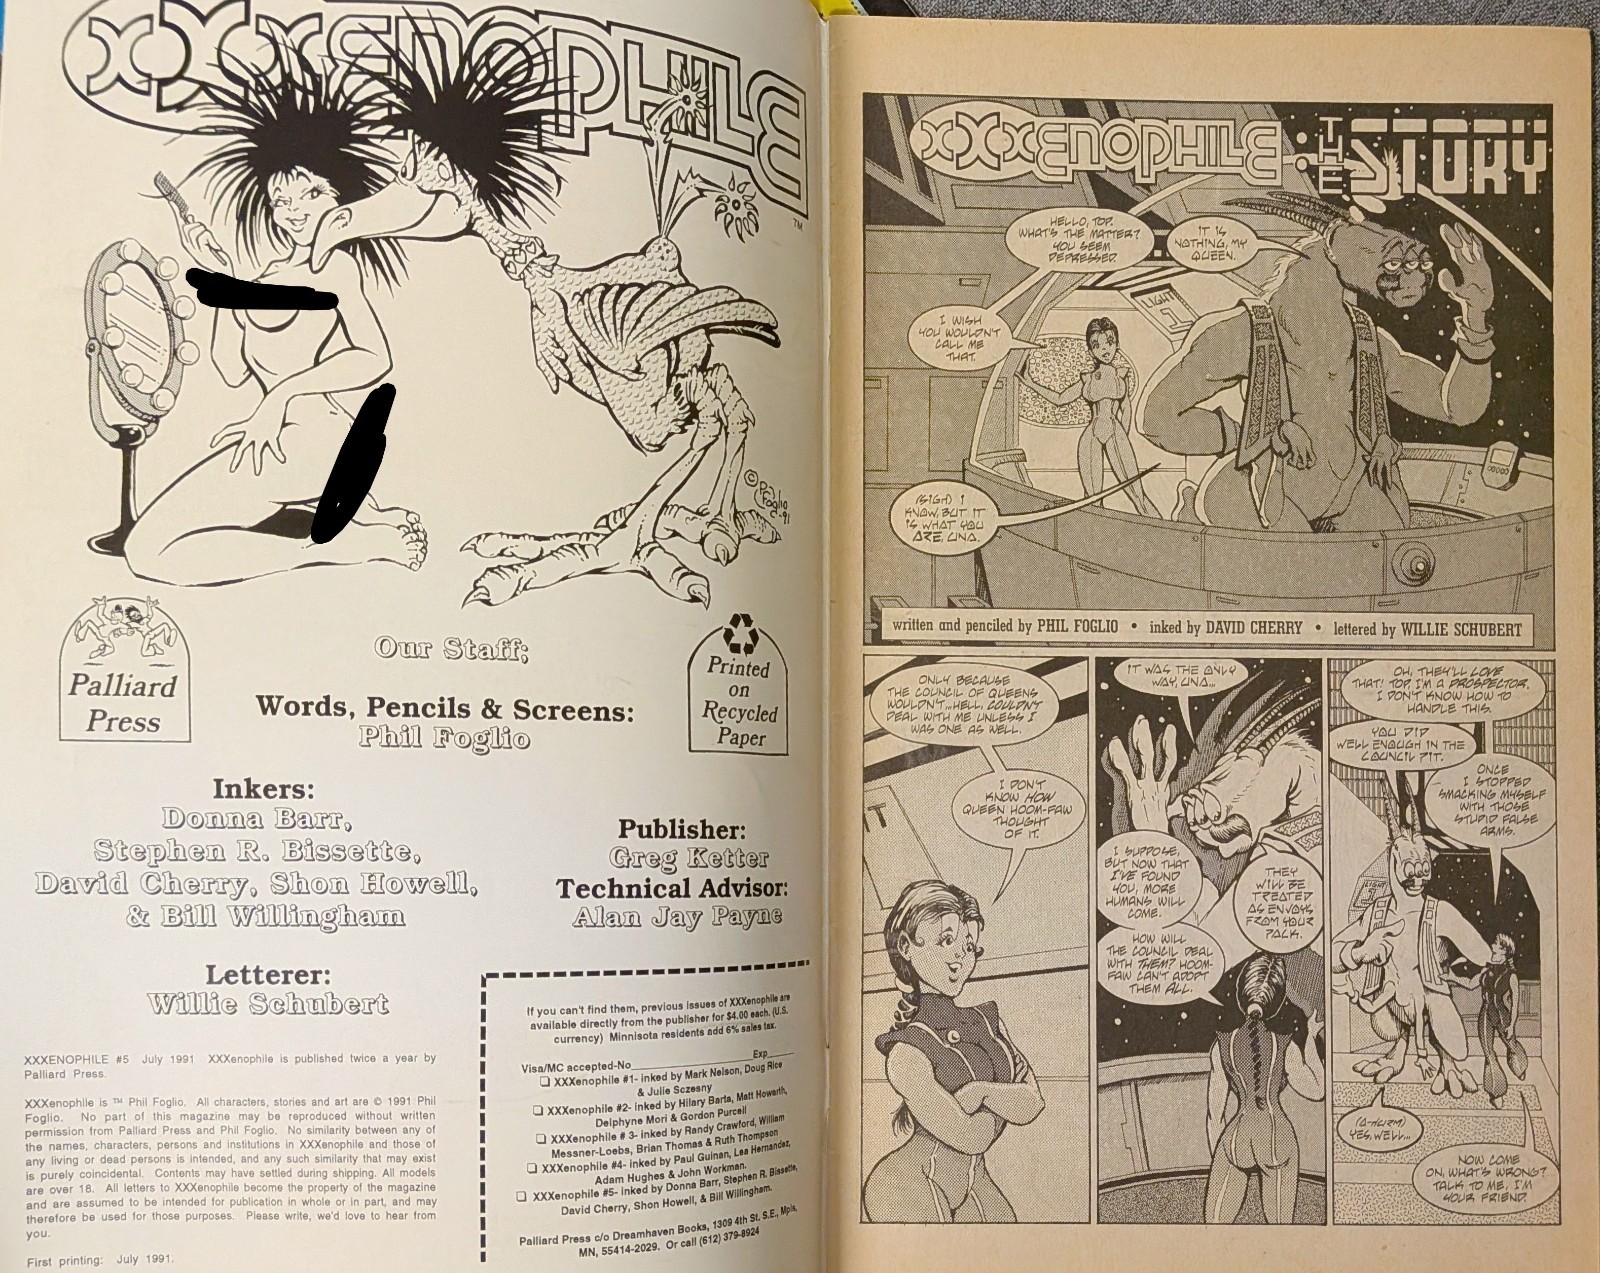 xXxenophile
TM
© P. Foglio
-91
Palliard
Press
Our Staff;
Words, Pencils & Screens:
Phil Foglio
Printed
on
Recycled
Paper
Inkers:
Donna Barr,
Stephen R. Bissette,
David Cherry, Shon Howell,
& Bill Willingham
Publisher:
Greg Ketter
Technical Advisor:
Alan Jay Payne
Letterer:
Willie Schubert
XXXENOPHILE #5 July 1991 XXXenophile is published twice a year by
Palliard Press.
XXXenophile is ™ Phil Foglio. All characters, stories and art are © 1991 Phil
Foglio. No part of this magazine may be reproduced without written
permission from Palliard Press and Phil Foglio. No similarity between any of
the names, characters, persons and institutions in XXXenophile and those of
any living or dead persons is intended, and any such similarity that may exist
is purely coincidental. Contents may have settled during shipping. All models
are over 18. All letters to XXXenophile become the property of the magazine
and are assumed to be intended for publication in whole or in part, and may
therefore be used for those purposes. Please write, we'd love to hear from
you.
First printing: July 1991.
If you can't find them, previous issues of XXXenophile are
available directly from the publisher for $4.00 each. (U.S.
currency) Minnisota residents add 6% sales tax.
Visa/MC accepted-No____ Exp____
XXXenophile #1- inked by Mark Nelson, Doug Rice
& Julie Sczesny
XXXenophile #2- inked by Hilary Barta, Matt Howarth,
Delphyne Mori & Gordon Purcell
XXXenophile # 3- inked by Randy Crawford, William
Messner-Loebs, Brian Thomas & Ruth Thompson
XXXenophile #4- inked by Paul Guinan, Lea Hernandez,
Adam Hughes & John Workman.
XXXenophile #5- inked by Donna Barr, Stephen R. Bissette,
David Cherry, Shon Howell, & Bill Willingham.
Palliard Press c/o Dreamhaven Books, 1309 4th St. S.E., Mpls,
MN, 55414-2029. Or call (612) 379-8924
xXxenophile : THE STORY
HELLO, TOP.
WHAT'S THE MATTER?
YOU SEEM
DEPRESSED.
IT IS
NOTHING, MY
QUEEN.
LIGHT
I WISH
YOU WOULDN'T
CALL ME
THAT.
(SIGH) I
KNOW, BUT IT
IS WHAT YOU
ARE, UNA.
written and penciled by PHIL FOGLIO • inked by DAVID CHERRY • lettered by WILLIE SCHUBERT
ONLY BECAUSE
THE COUNCIL OF QUEENS
WOULDN'T...HELL, COULDN'T
DEAL WITH ME UNLESS I
WAS ONE AS WELL.
I DON'T
KNOW HOW
QUEEN HOOM-FAW
THOUGHT
OF IT.
IT WAS THE ONLY
WAY, UNA...
I SUPPOSE,
BUT NOW THAT
I'VE FOUND
YOU, MORE
HUMANS WILL
COME.
THEY
WILL BE
TREATED
AS ENVOYS
FROM YOUR
PACK.
HOW WILL
THE COUNCIL DEAL
WITH THEM? HOOM-
FAW CAN'T ADOPT
THEM ALL.
OH, THEY'LL LOVE
THAT! TOP, I'M A PROSPECTOR.
I DON'T KNOW HOW TO
HANDLE THIS.
YOU DID
WELL ENOUGH IN THE
COUNCIL PIT.
ONCE
I STOPPED
SMACKING MYSELF
WITH THOSE
STUPID FALSE
ARMS.
LIGHT
(A-HURM)
YES, WELL...
NOW COME
ON, WHAT'S WRONG?
TALK TO ME, I'M
YOUR FRIEND.